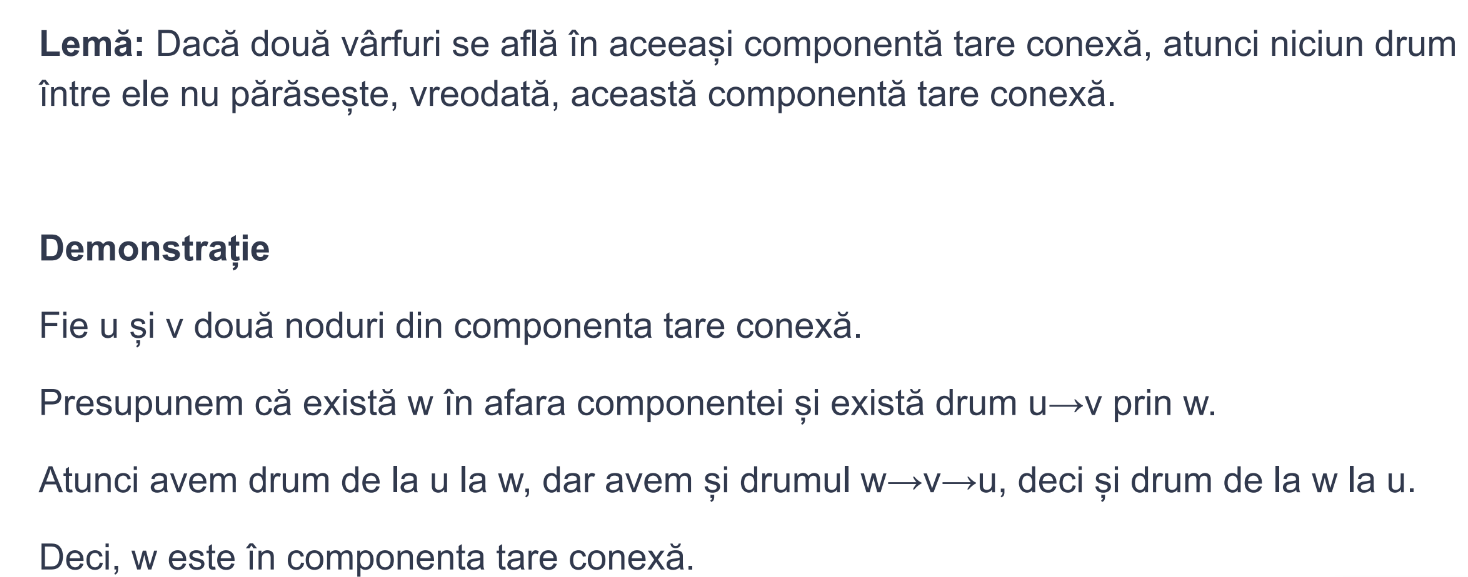 Lemă: Dacă două vârfuri se află în aceeași componentă tare conexă, atunci niciun drum
între ele nu părăsește, vreodată, această componentă tare conexă.
Demonstrație
Fie u și v două noduri din componenta tare conexă.
Presupunem că există w în afara componentei și există drum u→v prin w.
Atunci avem drum de la u la w, dar avem și drumul w→v→u, deci și drum de la w la u.
Deci, w este în componenta tare conexă.